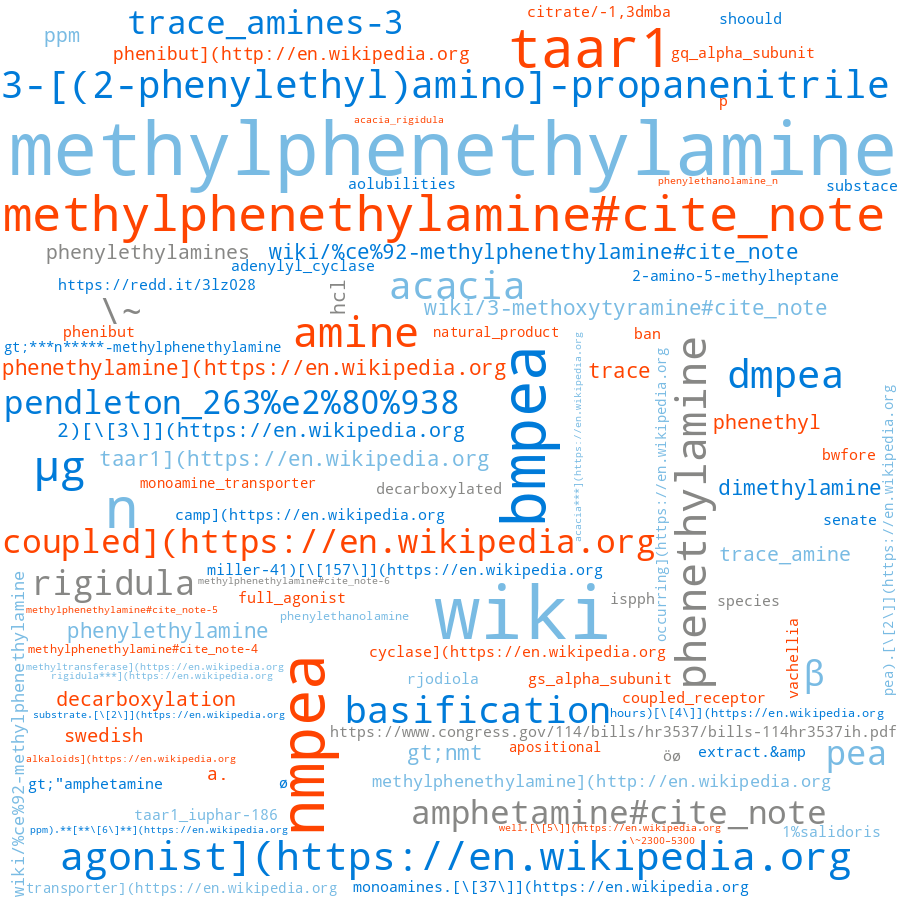 citrate/-1,3dmba
trace_amines-3
shoould
ppm
taar1
phenibut](http://en.wikipedia.org
gq_alpha_subunit
3-[(2-phenylethyl)amino]-propanenitrile
p
acacia_rigidula
methylphenethylamine
aolubilities
phenylethanolamine_n
substace
methylphenethylamine#cite_note
phenylethylamines
wiki/%ce%92-methylphenethylamine#cite_note
adenylyl_cyclase
2-amino-5-methylheptane
https://redd.it/3lz028
hcl
acacia
\~
wiki/3-methoxytyramine#cite_note
phenibut
amine
natural_product
ban
gt;***n*****-methylphenethylamine
phenethylamine](https://en.wikipedia.org
bmpea
acacia***](https://en.wikipedia.org
trace
occurring](https://en.wikipedia.org
phenethylamine
dmpea
pendleton_263%e2%80%938
phenethyl
2)[\[3\]](https://en.wikipedia.org
taar1](https://en.wikipedia.org
bwfore
µg
monoamine_transporter
decarboxylated
dimethylamine
pea).[\[2\]](https://en.wikipedia.org
n
camp](https://en.wikipedia.org
senate
coupled](https://en.wikipedia.org
trace_amine
miller-41)[\[157\]](https://en.wikipedia.org
rigidula
methylphenethylamine#cite_note-6
wiki/%ce%92-methylphenethylamine
full_agonist
wiki
ispph
species
methylphenethylamine#cite_note-5
phenylethanolamine
phenylethylamine
vachellia
methylphenethylamine#cite_note-4
cyclase](https://en.wikipedia.org
methyltransferase](https://en.wikipedia.org
rigidula***](https://en.wikipedia.org
nmpea
rjodiola
gs_alpha_subunit
β
decarboxylation
coupled_receptor
substrate.[\[2\]](https://en.wikipedia.org
basification
hours)[\[4\]](https://en.wikipedia.org
swedish
https://www.congress.gov/114/bills/hr3537/bills-114hr3537ih.pdf
apositional
gt;nmt
öø
extract.&amp
pea
alkaloids](https://en.wikipedia.org
a.
gt;"amphetamine
ø
methylphenethylamine](http://en.wikipedia.org
taar1_iuphar-186
amphetamine#cite_note
ppm).**[**\[6\]**](https://en.wikipedia.org
well.[\[5\]](https://en.wikipedia.org
1%salidoris
\~2300–5300
agonist](https://en.wikipedia.org
transporter](https://en.wikipedia.org
monoamines.[\[37\]](https://en.wikipedia.org